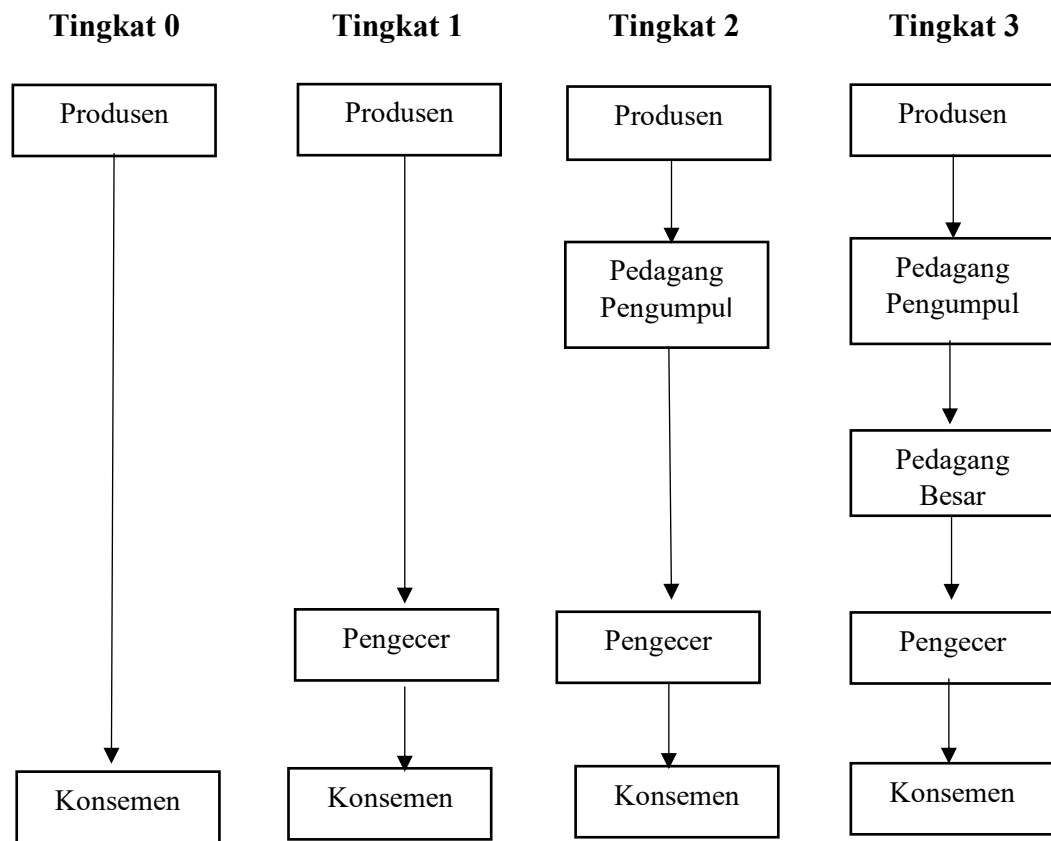 Tingkat 0
Tingkat 1
Tingkat 2
Tingkat 3
Produsen
Produsen
Produsen
Produsen
Pedagang
Pengumpul
Pedagang
Pengumpul
Pedagang
Besar
Pengecer
Pengecer
Pengecer
Konsemen
Konsemen
Konsemen
Konsemen